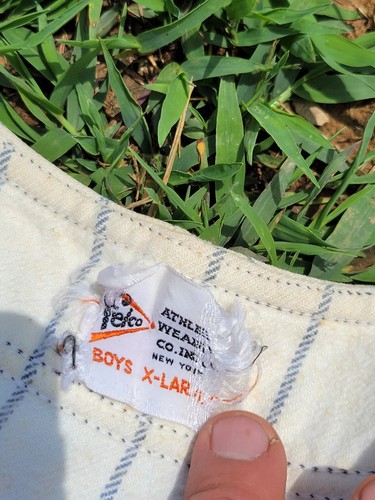 Felco
ATHLETIC
WEAR
CO. INC.
NEW YORK
BOYS X-LAR